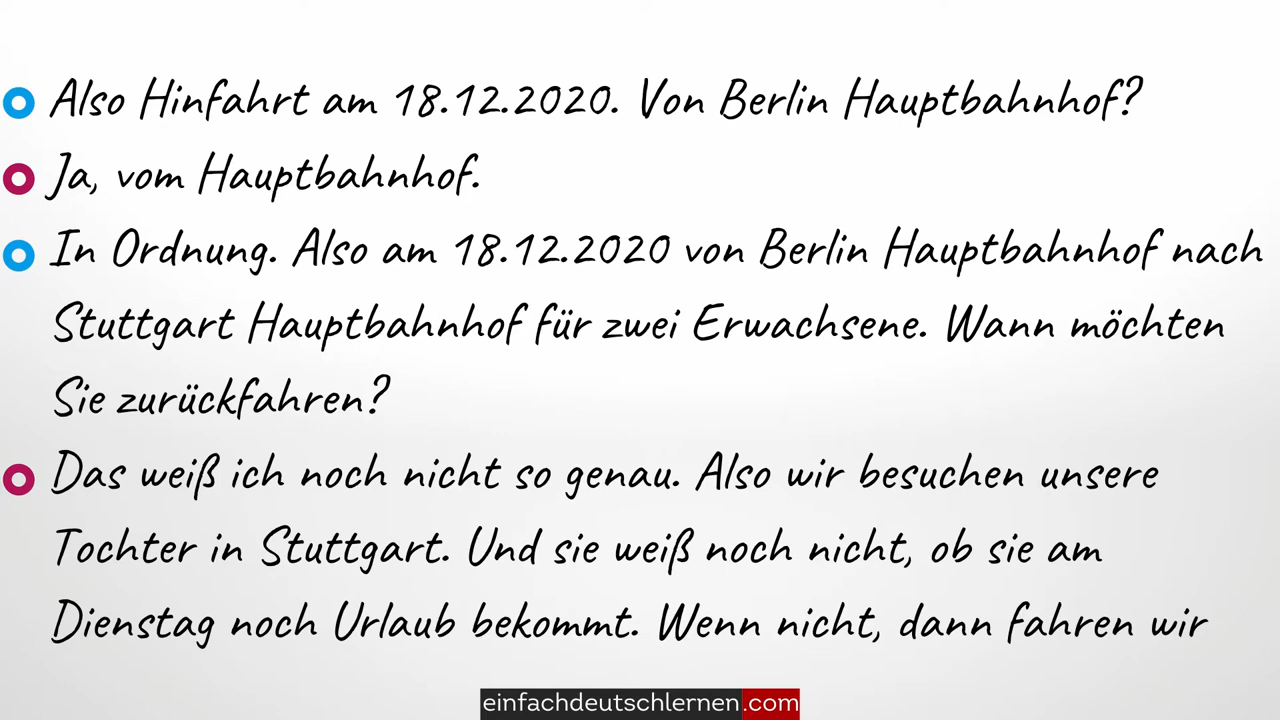 Also Hinfahrt am 18.12.2020. Von Berlin Hauptbahnhof?
Ja, vom Hauptbahnhof.
In Ordnung. Also am 18.12.2020 von Berlin Hauptbahnhof nach
Stuttgart Hauptbahnhof für zwei Erwachsene. Wann möchten
Sie zurückfahren?
Das weiß ich noch nicht so genau. Also wir besuchen unsere
Tochter in Stuttgart. Und sie weiß noch nicht, ob sie am
Dienstag noch Urlaub bekommt. Wenn nicht, dann fahren wir
einfachdeutschlernen.com